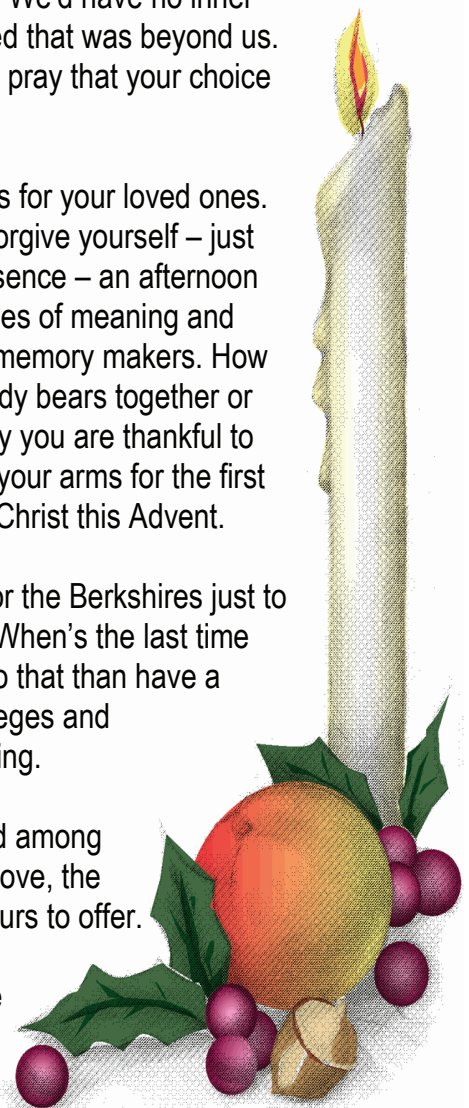 We'd have no inner
ed that was beyond us.
pray that your choice
s for your loved ones.
orgive yourself – just
sence – an afternoon
es of meaning and
memory makers. How
dy bears together or
y you are thankful to
your arms for the first
Christ this Advent.
or the Berkshires just to
When's the last time
o that than have a
eges and
ing.
d among
ove, the
urs to offer.
e